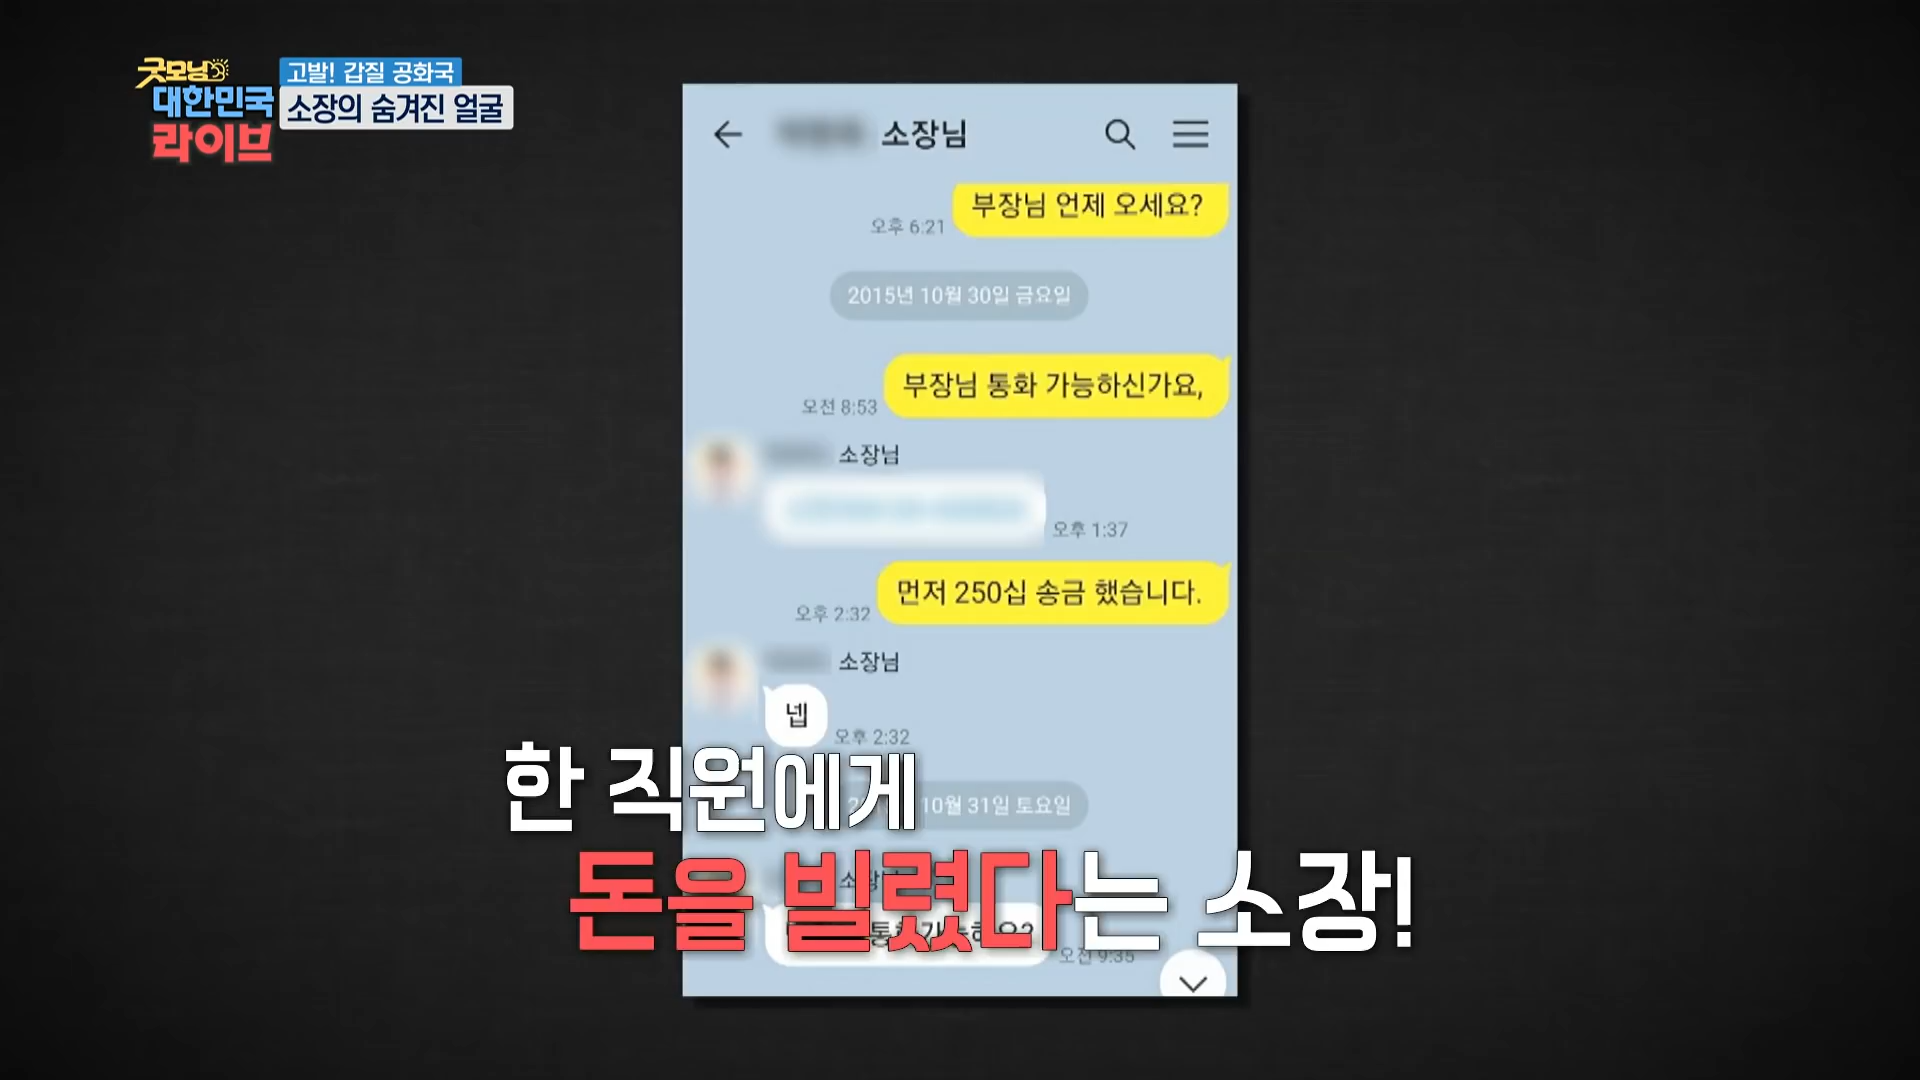 굿모닝
대한민국
라이브
고발! 갑질 공화국
소장의 숨겨진 얼굴
소장님
부장님 언제 오세요?
오후 6:21
2015년 10월 30일 금요일
부장님 통화 가능하신가요,
오전 8:53
소장님
오후 1:37
먼저 250십 송금 했습니다.
오후 2:32
소장님
넵
오후 2:32
10월 31일 토요일
오전 9:35
한 직원에게
돈을 빌렸다는 소장!